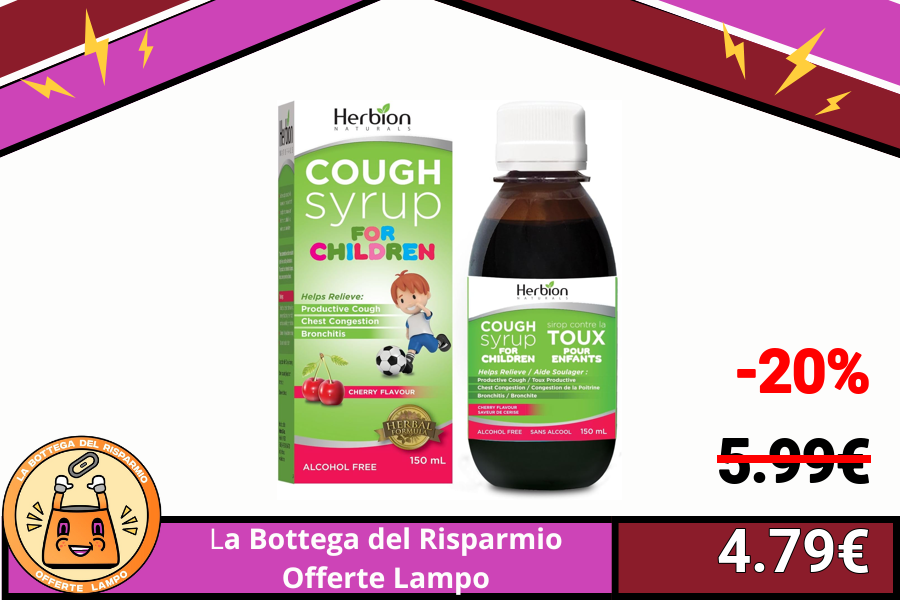 Herbion
NATURALS
COUGH
syrup
FOR
CHILDREN
Helps Relieve:
Productive Cough
Chest Congestion
Bronchitis
CHERRY FLAVOUR
HERBAL
FORMULA
ALCOHOL FREE
150 mL
Herbion
Herbion
NATURALS
COUGH
syrup
FOR
CHILDREN
sirop contre la
TOUX
POUR
ENFANTS
Helps Relieve / Aide Soulager :
Productive Cough / Toux Productive
Chest Congestion / Congestion de la Poitrine
Bronchitis / Bronchite
CHERRY FLAVOUR
SAVEUR DE CERISE
ALCOHOL FREE SANS ALCOOL 150 mL
-20%
5.99€
4.79€
LA BOTTEGA DEL RISPARMIO
OFFERTE LAMPO
La Bottega del Risparmio
Offerte Lampo